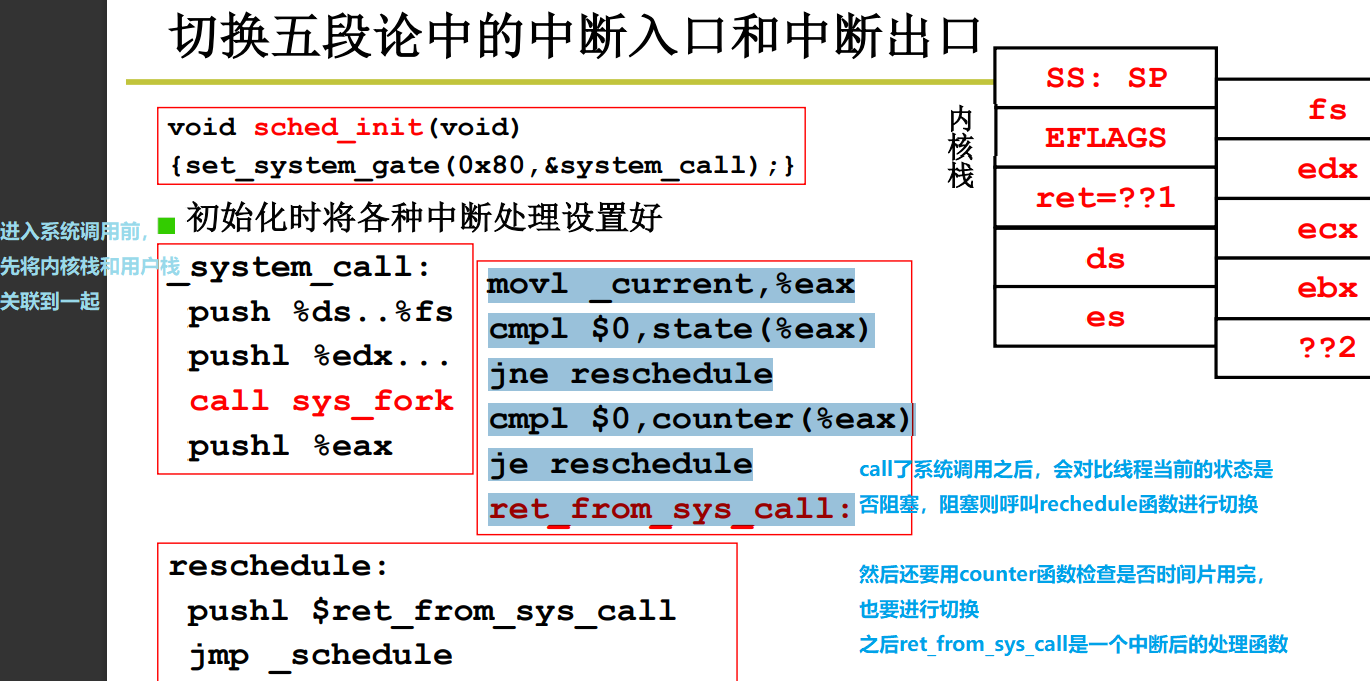 切换五段论中的中断入口和中断出口
void sched_init(void)
{set_system_gate(0x80,&system_call);}
初始化时将各种中断处理设置好
进入系统调用前,
先将内核栈和用户栈
关联到一起
_system_call:
push %ds..%fs
pushl %edx...
call sys_fork
pushl %eax
movl _current,%eax
cmpl $0,state(%eax)
jne reschedule
cmpl $0,counter(%eax)
je reschedule
ret_from_sys_call:
reschedule:
pushl $ret_from_sys_call
jmp _schedule
内核栈
SS: SP
EFLAGS
ret=??1
ds
es
fs
edx
ecx
ebx
??2
call了系统调用之后，会对比线程当前的状态是
否阻塞，阻塞则呼叫rechedule函数进行切换
然后还要用counter函数检查是否时间片用完，
也要进行切换
之后ret_from_sys_call是一个中断后的处理函数